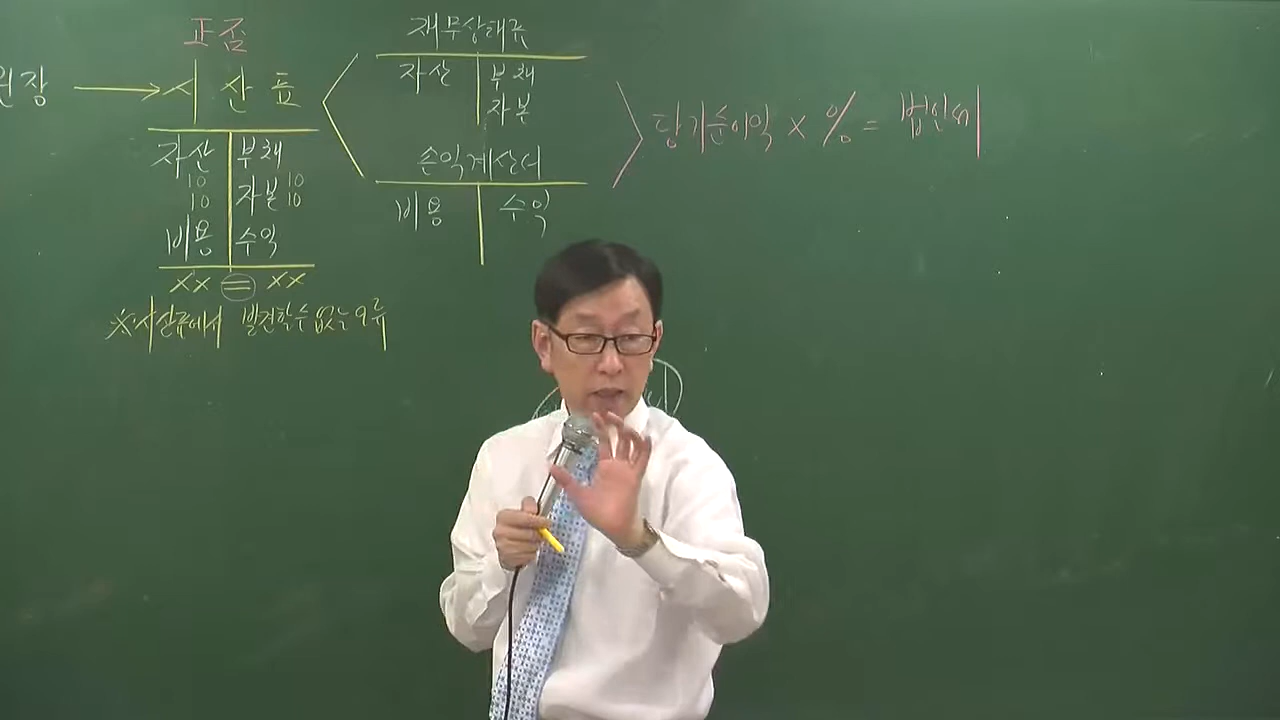 正否
원장 → 시산표
자산 부채
10 자본 10
10 10
비용 수익
xx = xx
※시산표에서 발견할수 없는 오류
재무상태표
자산 부채
자본
손익계산서
비용 수익
당기순이익 x % = 법인세